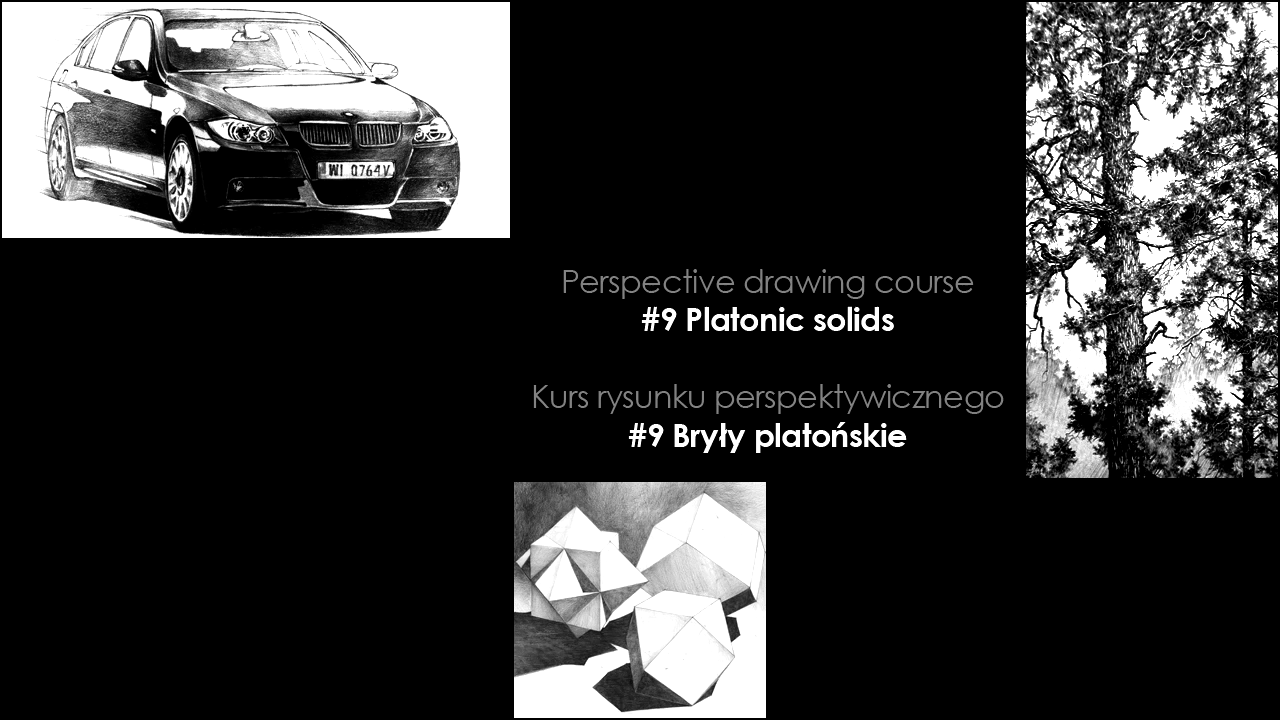 WI 0764V
Perspective drawing course
#9 Platonic solids
Kurs rysunku perspektywicznego
#9 Bryły platońskie